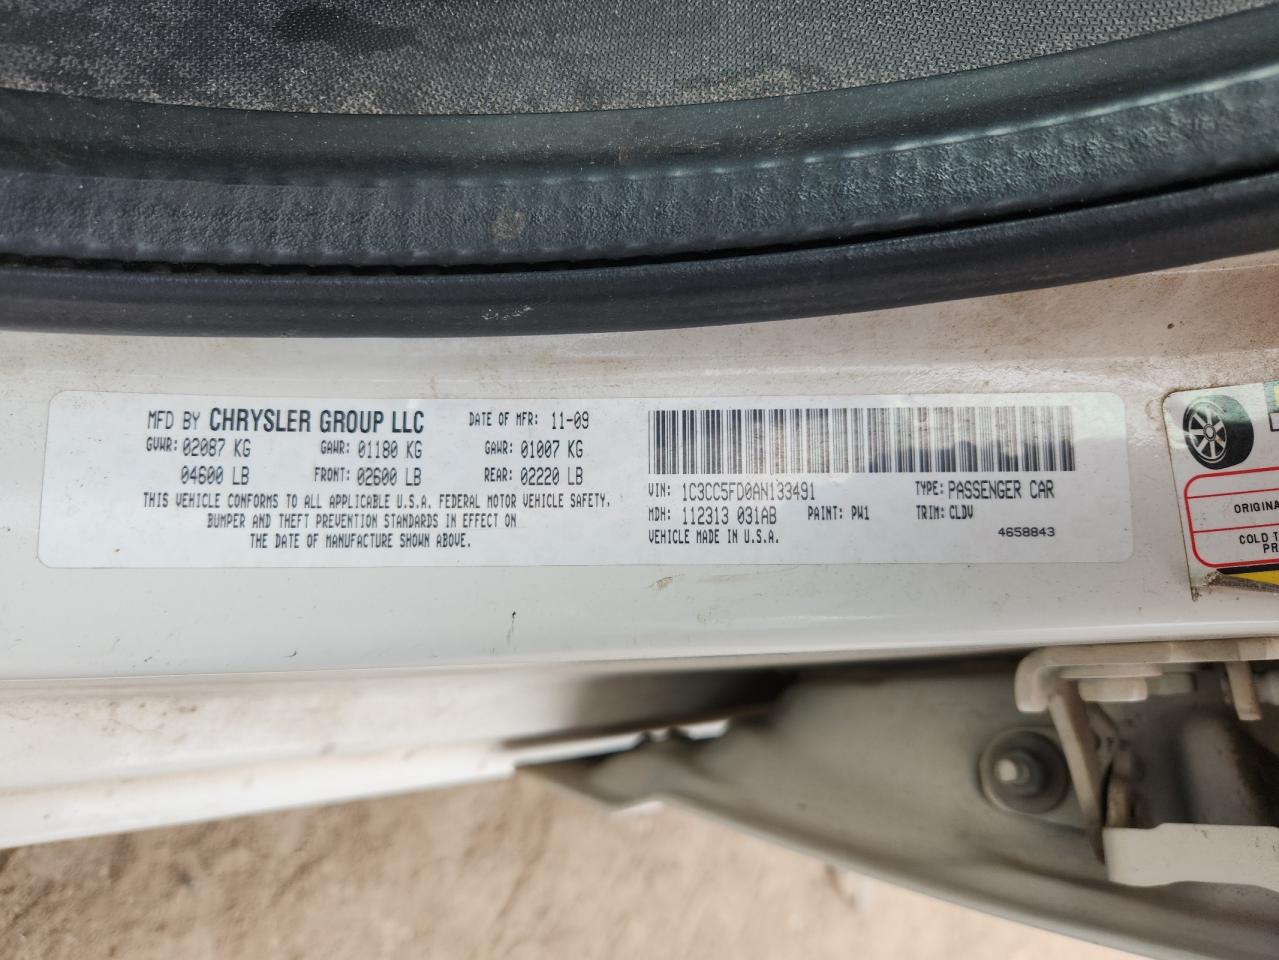 MFD BY CHRYSLER GROUP LLC DATE OF MFR: 11-09
GVWR: 02087 KG GAWR: 01180 KG GAWR: 01007 KG
04600 LB FRONT: 02600 LB REAR: 02220 LB
THIS VEHICLE CONFORMS TO ALL APPLICABLE U.S.A. FEDERAL MOTOR VEHICLE SAFETY,
BUMPER AND THEFT PREVENTION STANDARDS IN EFFECT ON
THE DATE OF MANUFACTURE SHOWN ABOVE.
VIN: 1C3CC5FD0AN133491 TYPE: PASSENGER CAR
MDH: 112313 031AB PAINT: PW1 TRIM: CLDV
VEHICLE MADE IN U.S.A. 4658843
ORIGINA
COLD T
PR